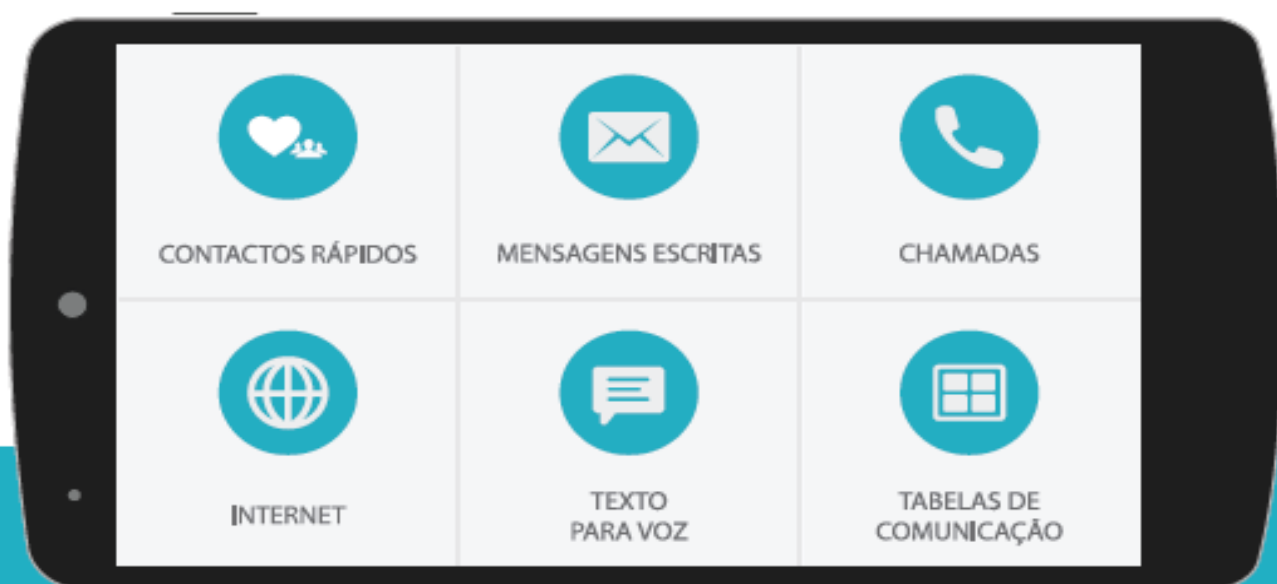 CONTACTOS RÁPIDOS
MENSAGENS ESCRITAS
CHAMADAS
INTERNET
TEXTO
PARA VOZ
TABELAS DE
COMUNICAÇÃO